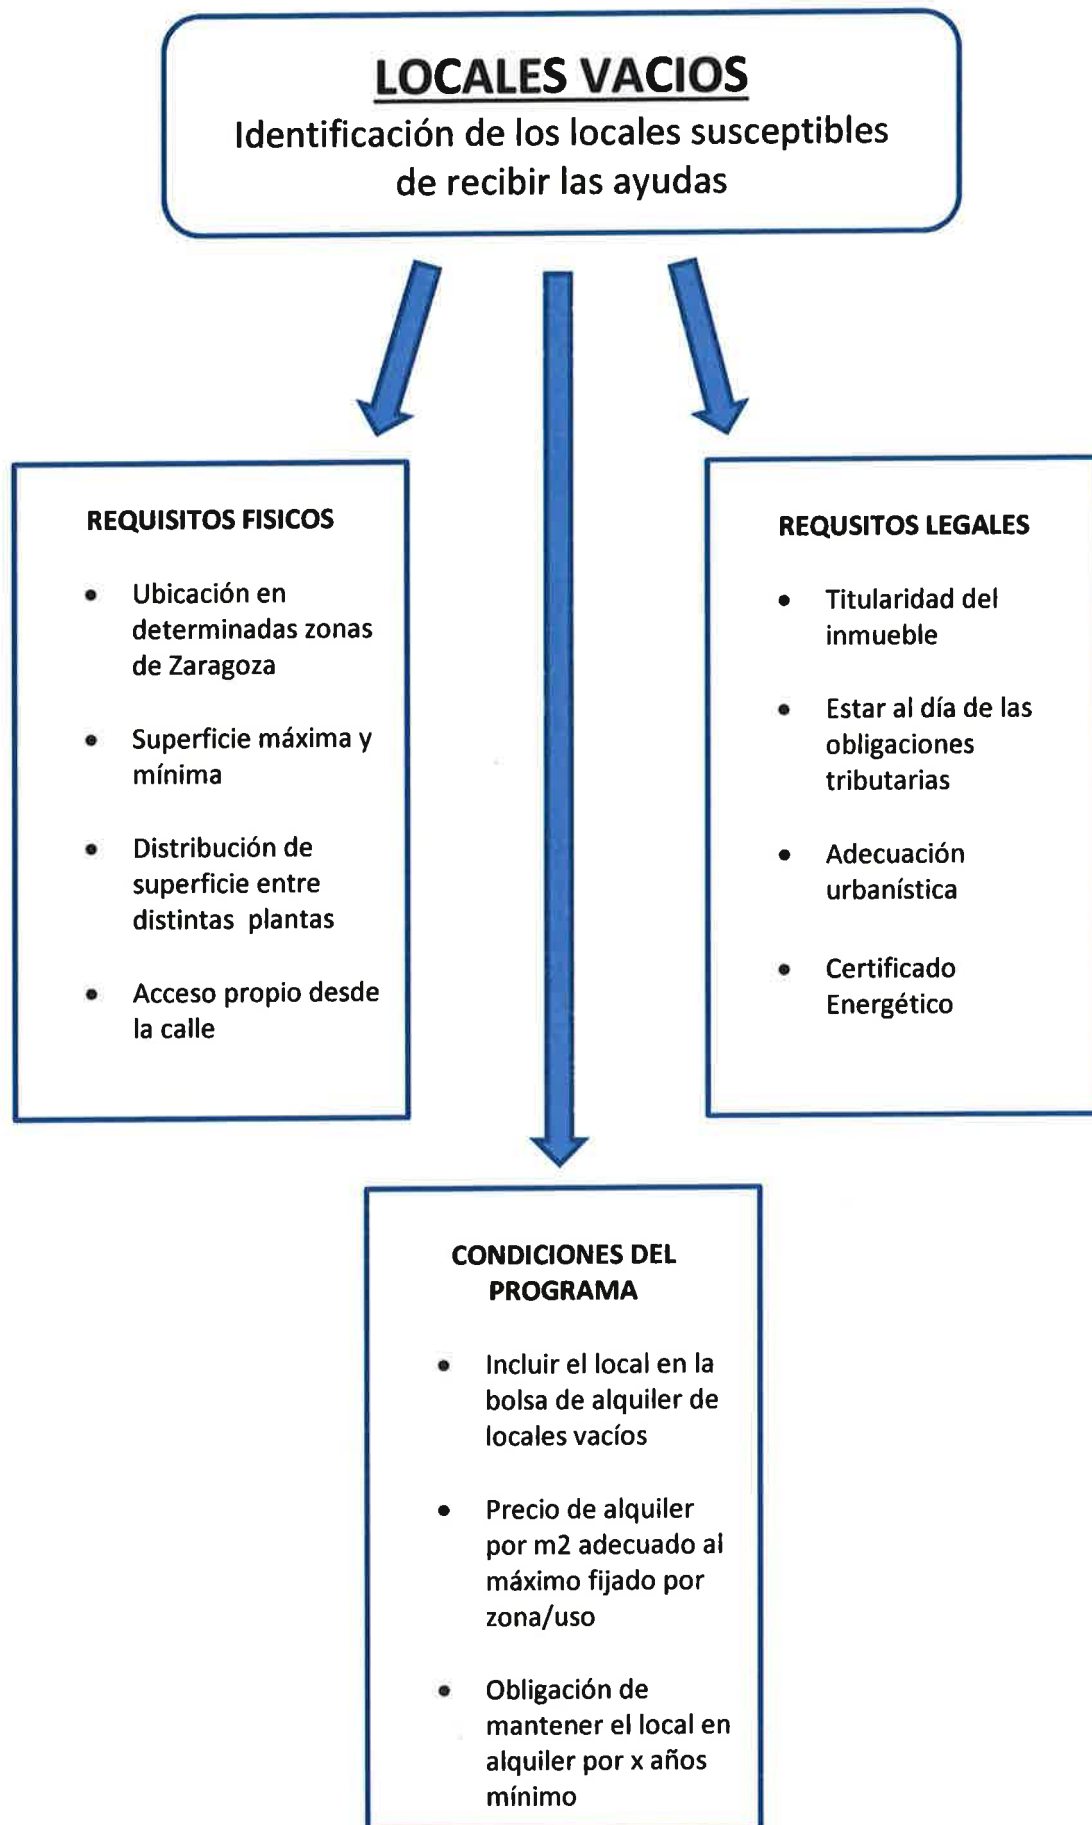 LOCALES VACIOS
Identificación de los locales susceptibles
de recibir las ayudas
REQUISITOS FISICOS
• Ubicación en
determinadas zonas
de Zaragoza
• Superficie máxima y
mínima
• Distribución de
superficie entre
distintas plantas
• Acceso propio desde
la calle
REQUSITOS LEGALES
• Titularidad del
inmueble
• Estar al día de las
obligaciones
tributarias
• Adecuación
urbanística
• Certificado
Energético
CONDICIONES DEL
PROGRAMA
• Incluir el local en la
bolsa de alquiler de
locales vacíos
• Precio de alquiler
por m2 adecuado al
máximo fijado por
zona/uso
• Obligación de
mantener el local en
alquiler por x años
mínimo